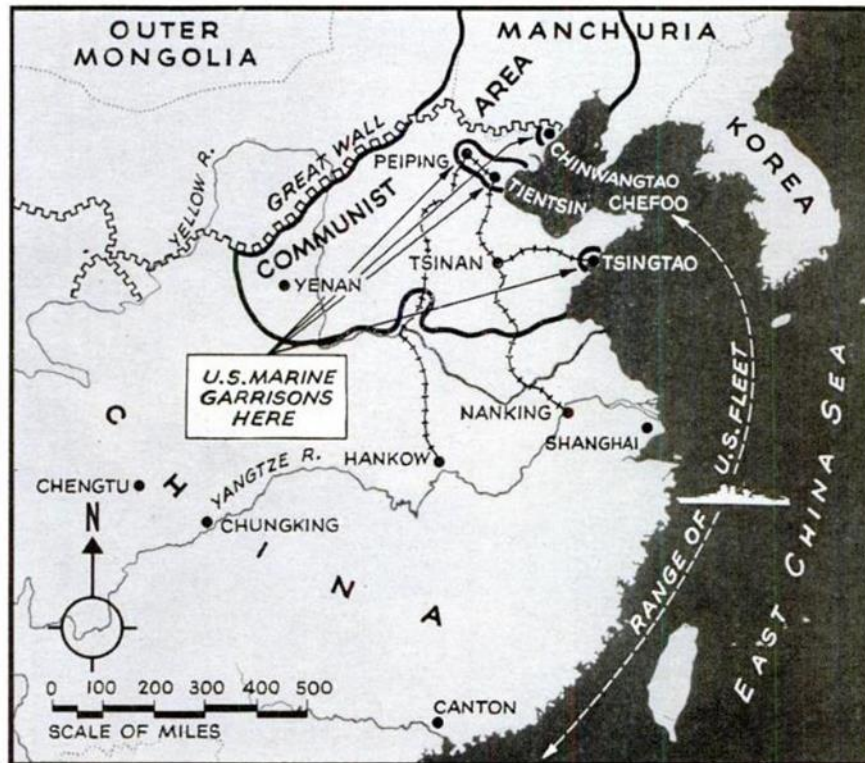 OUTER
MONGOLIA
MANCHURIA
AREA
GREAT WALL
YELLOW R.
COMMUNIST
PEIPING
CHINWANGTAO
TIENTSIN
CHEFOO
KOREA
YENAN
TSINAN
TSINGTAO
U.S. MARINE
GARRISONS
HERE
NANKING
SHANGHAI
HANKOW
CHENGTU
YANGTZE R.
CHUNGKING
CHINA
RANGE OF U.S. FLEET
EAST CHINA SEA
N
0 100 200 300 400 500
SCALE OF MILES
CANTON